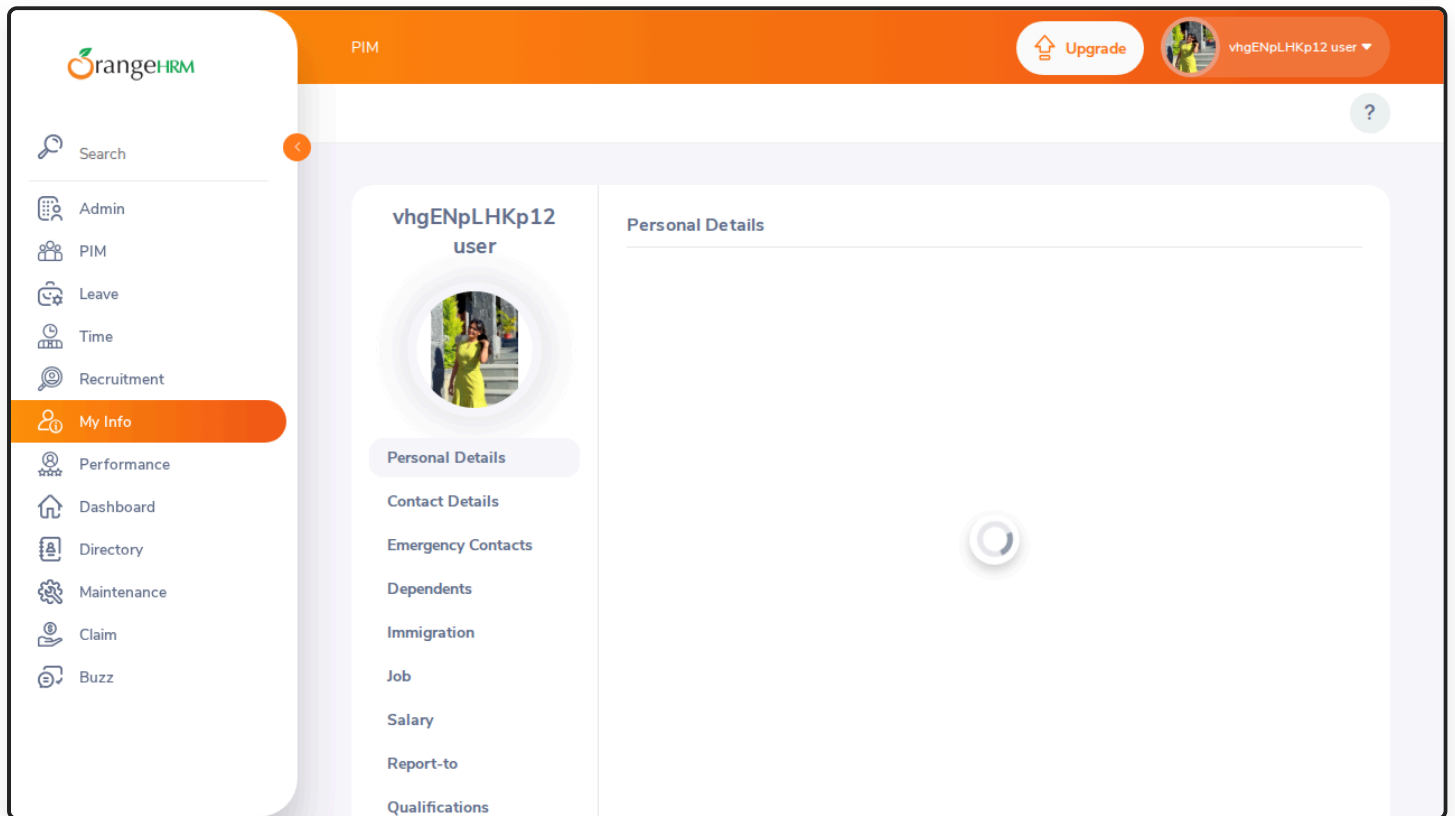 OrangeHRM
PIM
Upgrade
vhgENpLHKp12 user
?
Search
Admin
PIM
Leave
Time
Recruitment
My Info
Performance
Dashboard
Directory
Maintenance
Claim
Buzz
vhgENpLHKp12
user
Personal Details
Contact Details
Emergency Contacts
Dependents
Immigration
Job
Salary
Report-to
Qualifications
Personal Details